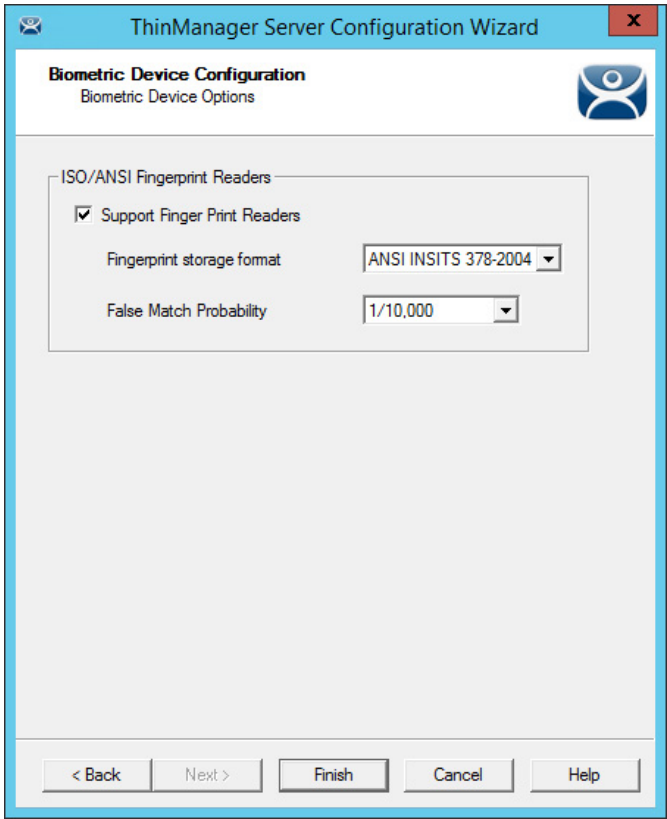 ThinManager Server Configuration Wizard
x
Biometric Device Configuration
Biometric Device Options
ISO/ANSI Fingerprint Readers
Support Finger Print Readers
Fingerprint storage format ANSI INSITS 378-2004
False Match Probability 1/10,000
< Back Next > Finish Cancel Help